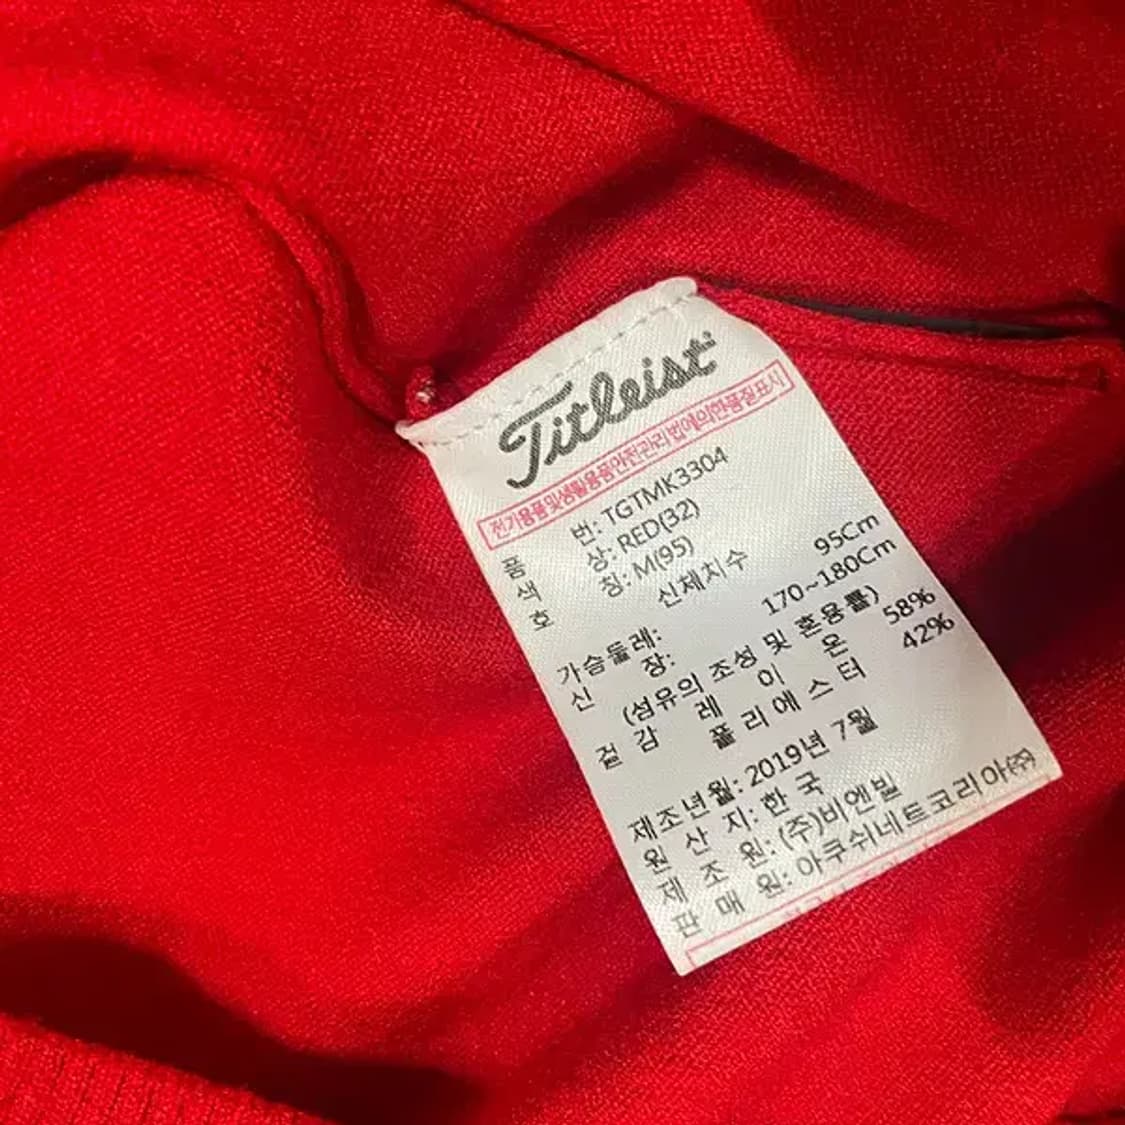 Titleist
전기용품및생활용품안전관리법에의한품질표시
품 번: TGTMK3304
색 상: RED(32)
호 칭: M(95)
신체치수
가슴둘레: 95Cm
신 장: 170~180Cm
(섬유의 조성 및 혼용률)
겉 감 레 이 온 58%
폴 리 에 스 터 42%
제조년월: 2019년 7월
원 산 지: 한 국
제 조 원: (주)비엔빌
판 매 원: 아쿠쉬네트코리아(주)